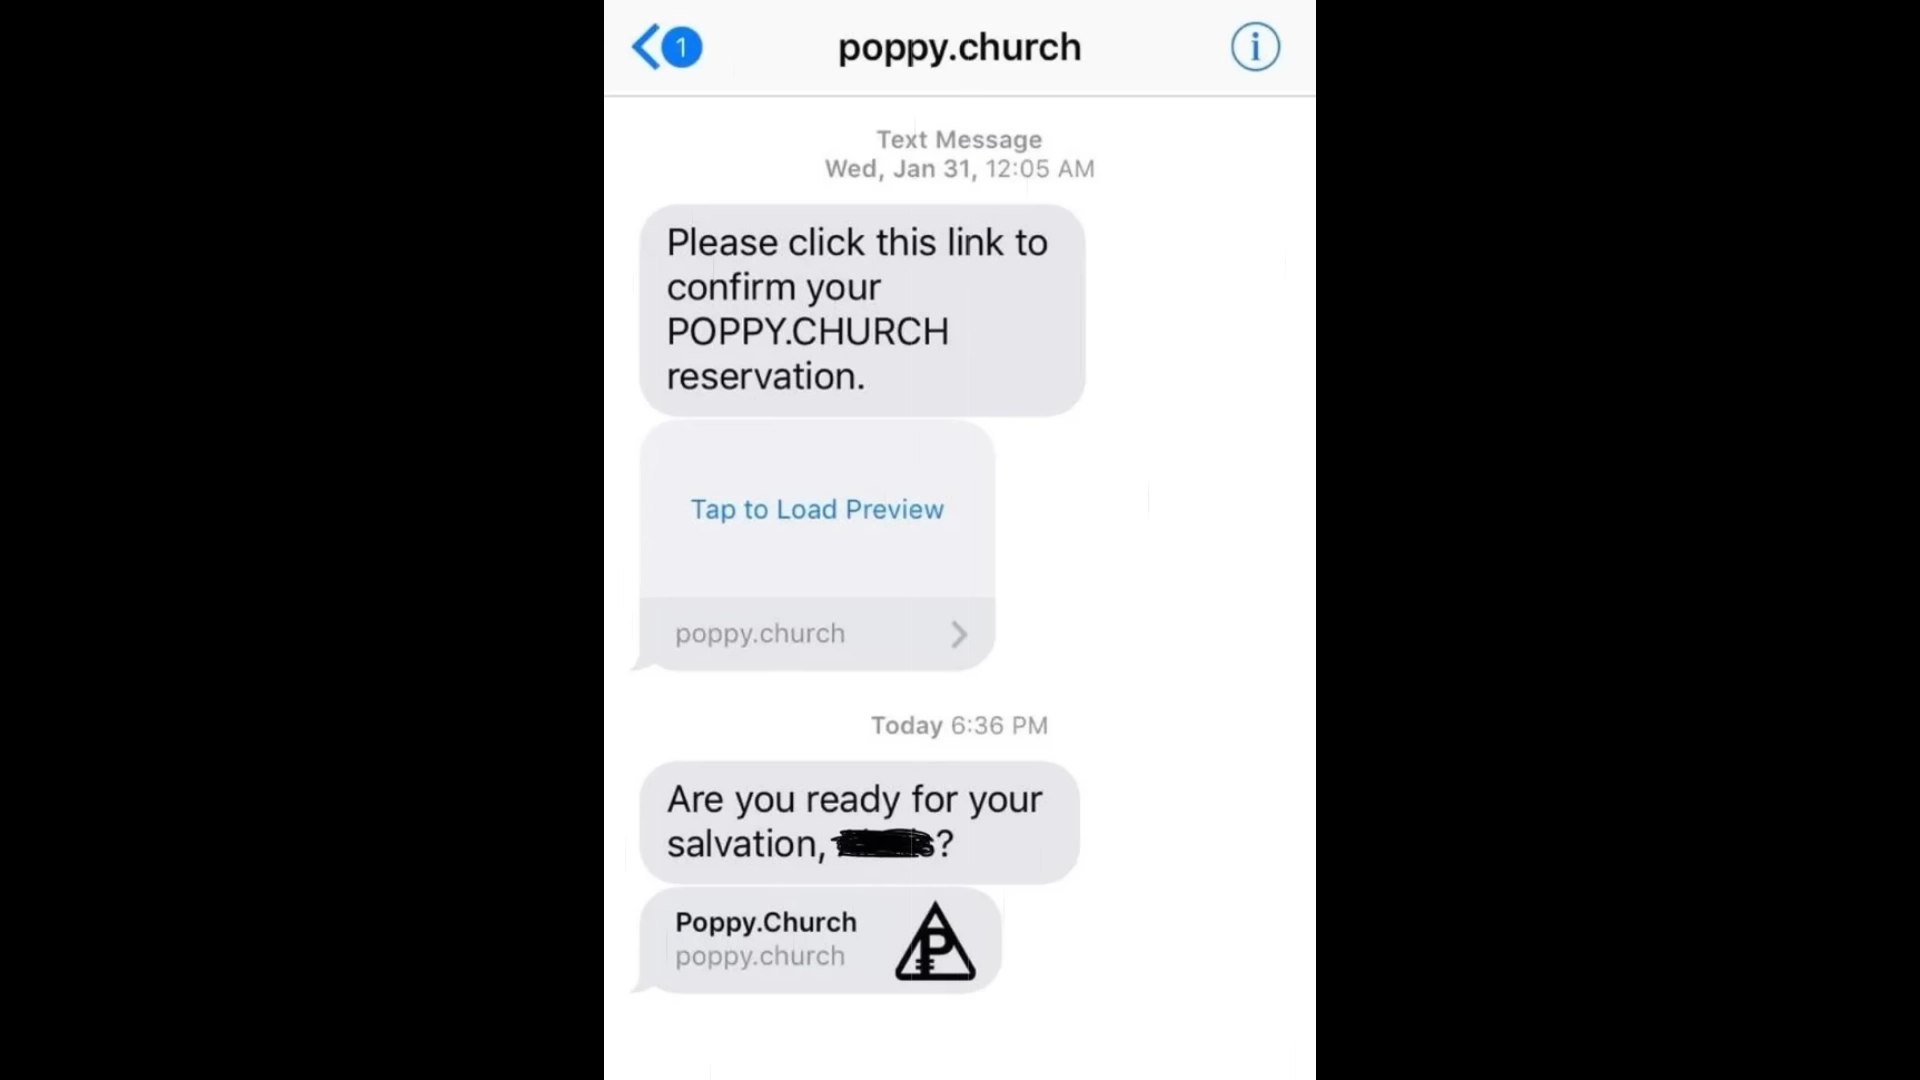 1
poppy.church
i
Text Message
Wed, Jan 31, 12:05 AM
Please click this link to
confirm your
POPPY.CHURCH
reservation.
Tap to Load Preview
poppy.church
Today 6:36 PM
Are you ready for your
salvation, ?
Poppy.Church
poppy.church
P